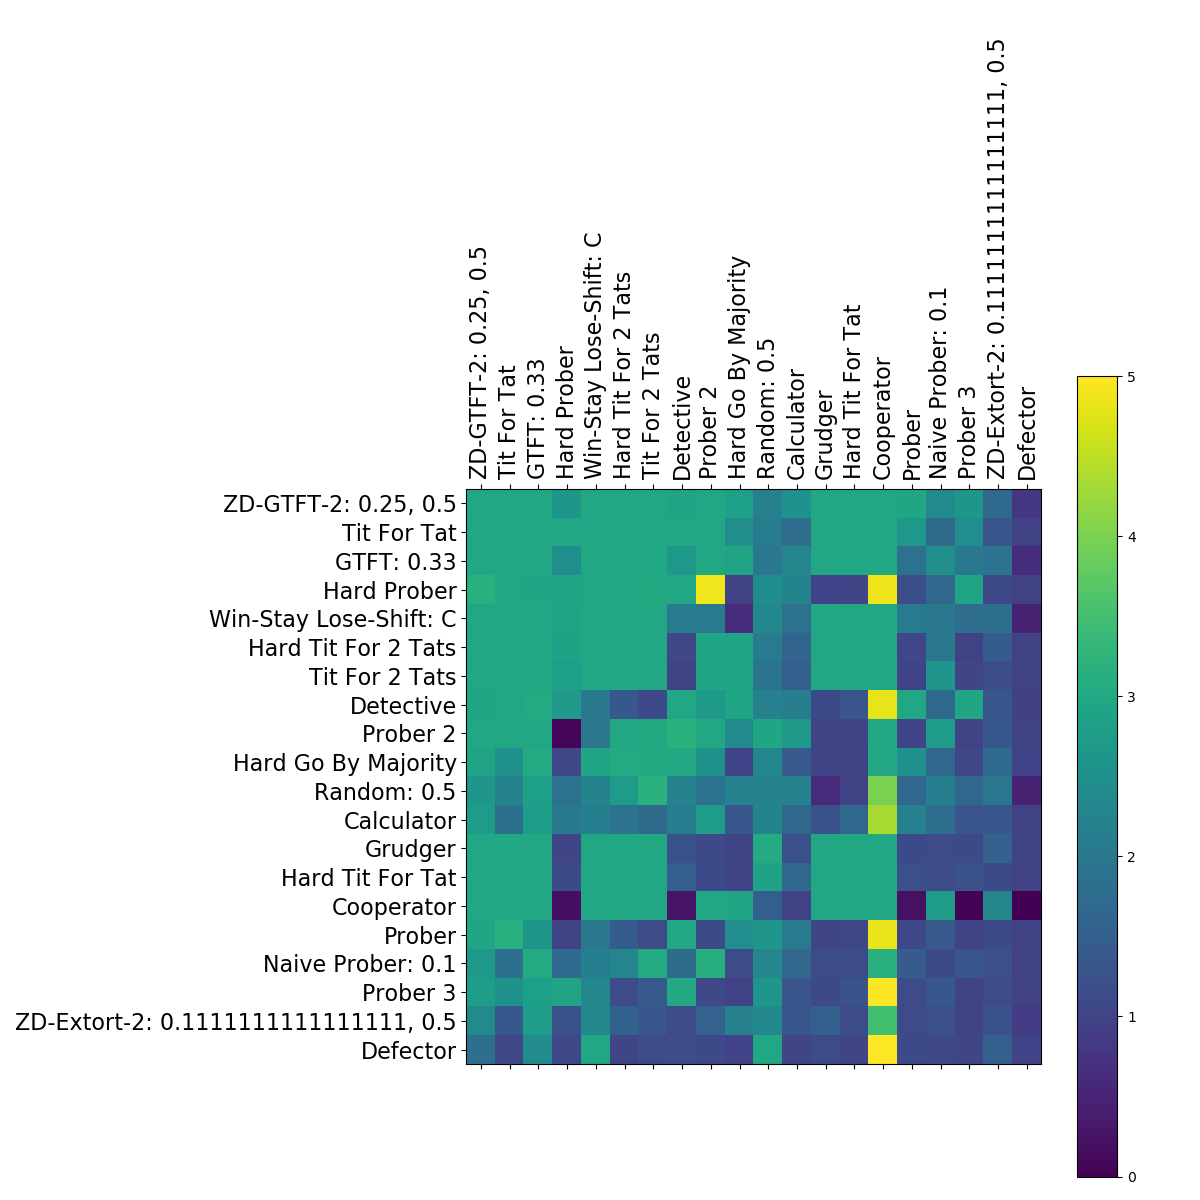 ZD-GTFT-2: 0.25, 0.5
Tit For Tat
GTFT: 0.33
Hard Prober
Win-Stay Lose-Shift: C
Hard Tit For 2 Tats
Tit For 2 Tats
Detective
Prober 2
Hard Go By Majority
Random: 0.5
Calculator
Grudger
Hard Tit For Tat
Cooperator
Prober
Naive Prober: 0.1
Prober 3
ZD-Extort-2: 0.1111111111111111, 0.5
Defector
ZD-GTFT-2: 0.25, 0.5
Tit For Tat
GTFT: 0.33
Hard Prober
Win-Stay Lose-Shift: C
Hard Tit For 2 Tats
Tit For 2 Tats
Detective
Prober 2
Hard Go By Majority
Random: 0.5
Calculator
Grudger
Hard Tit For Tat
Cooperator
Prober
Naive Prober: 0.1
Prober 3
ZD-Extort-2: 0.1111111111111111, 0.5
Defector
5
4
3
2
1
0